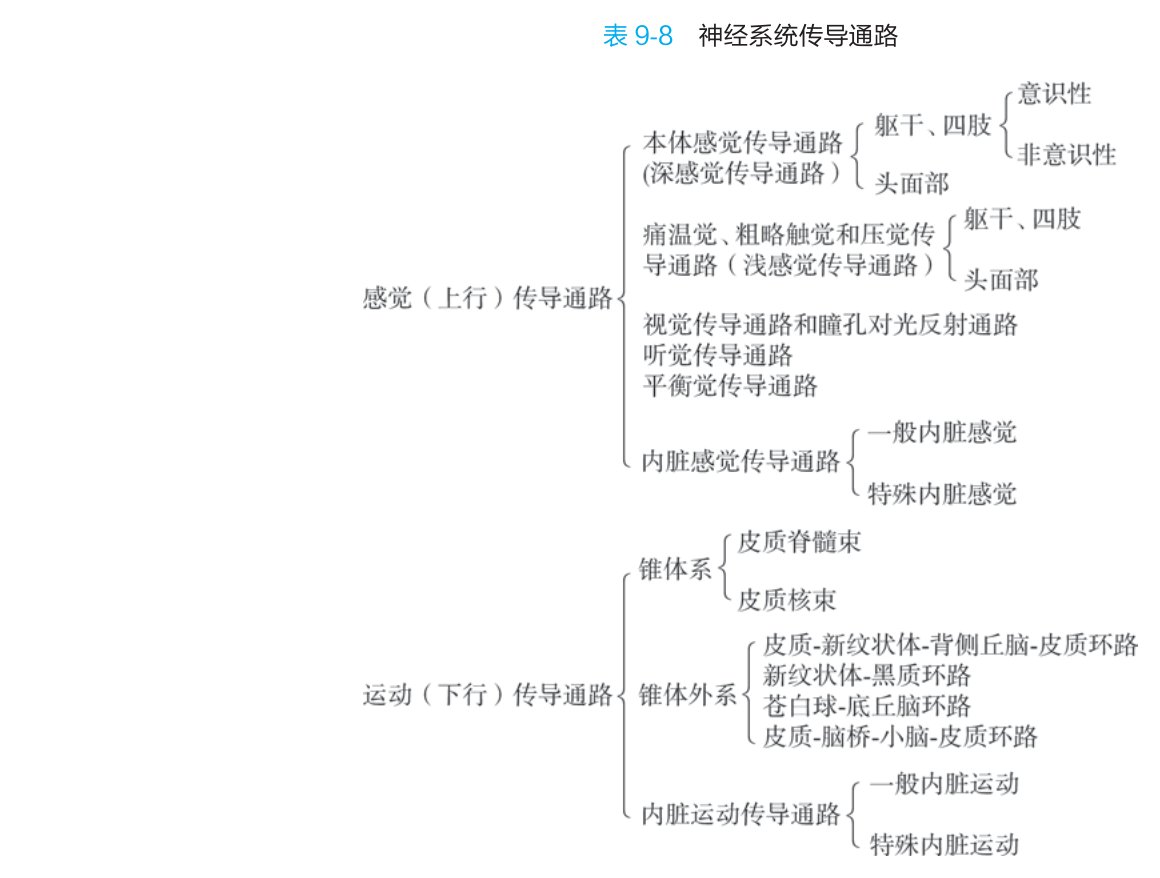 表 9-8 神经系统传导通路
意识性
躯干、四肢
非意识性
本体感觉传导通路
(深感觉传导通路）
头面部
痛温觉、粗略触觉和压觉传
导通路（浅感觉传导通路）
躯干、四肢
头面部
感觉（上行）传导通路
视觉传导通路和瞳孔对光反射通路
听觉传导通路
平衡觉传导通路
一般内脏感觉
内脏感觉传导通路
特殊内脏感觉
皮质脊髓束
锥体系
皮质核束
皮质-新纹状体-背侧丘脑-皮质环路
新纹状体-黑质环路
运动（下行）传导通路
锥体外系
苍白球-底丘脑环路
皮质-脑桥-小脑-皮质环路
一般内脏运动
内脏运动传导通路
特殊内脏运动